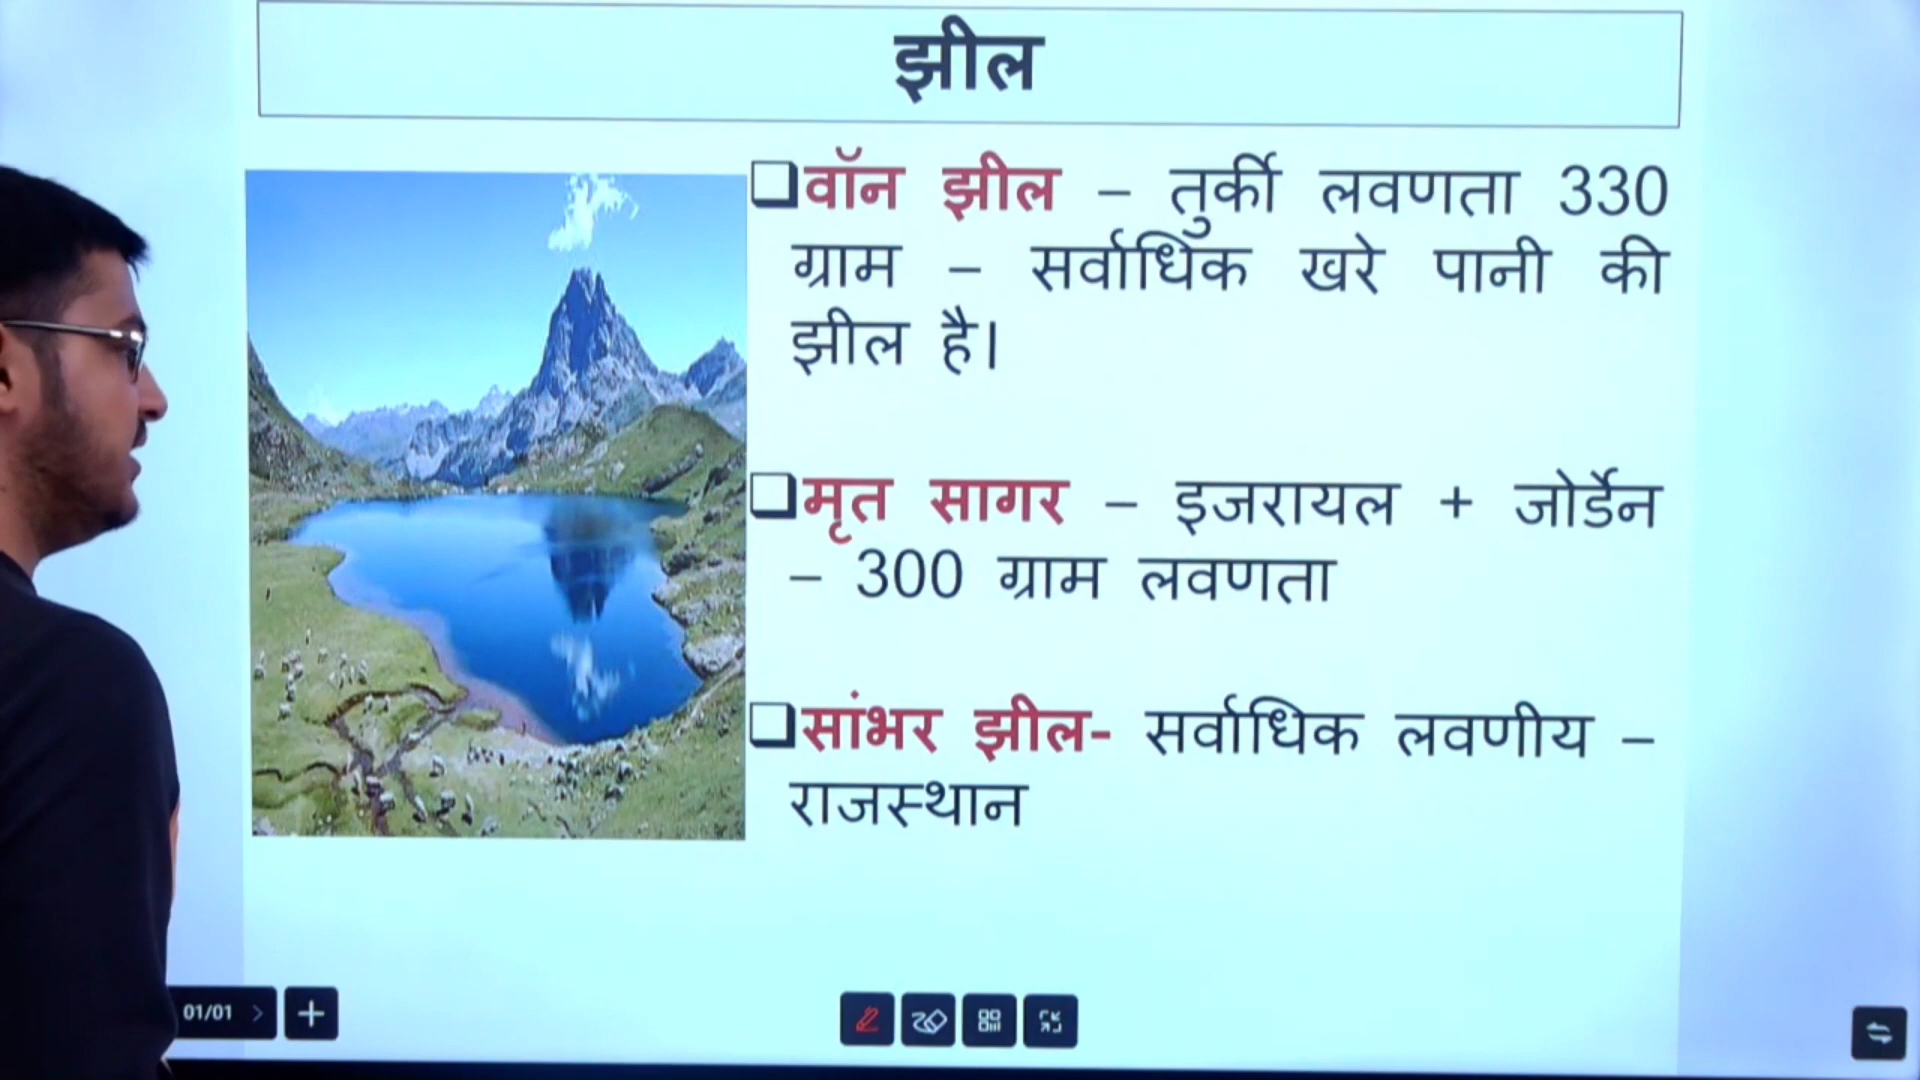 झील
❑वॉन झील – तुर्की लवणता 330
ग्राम – सर्वाधिक खरे पानी की
झील है।
❑मृत सागर – इजरायल + जोर्डेन
– 300 ग्राम लवणता
❑सांभर झील- सर्वाधिक लवणीय –
राजस्थान
01/01